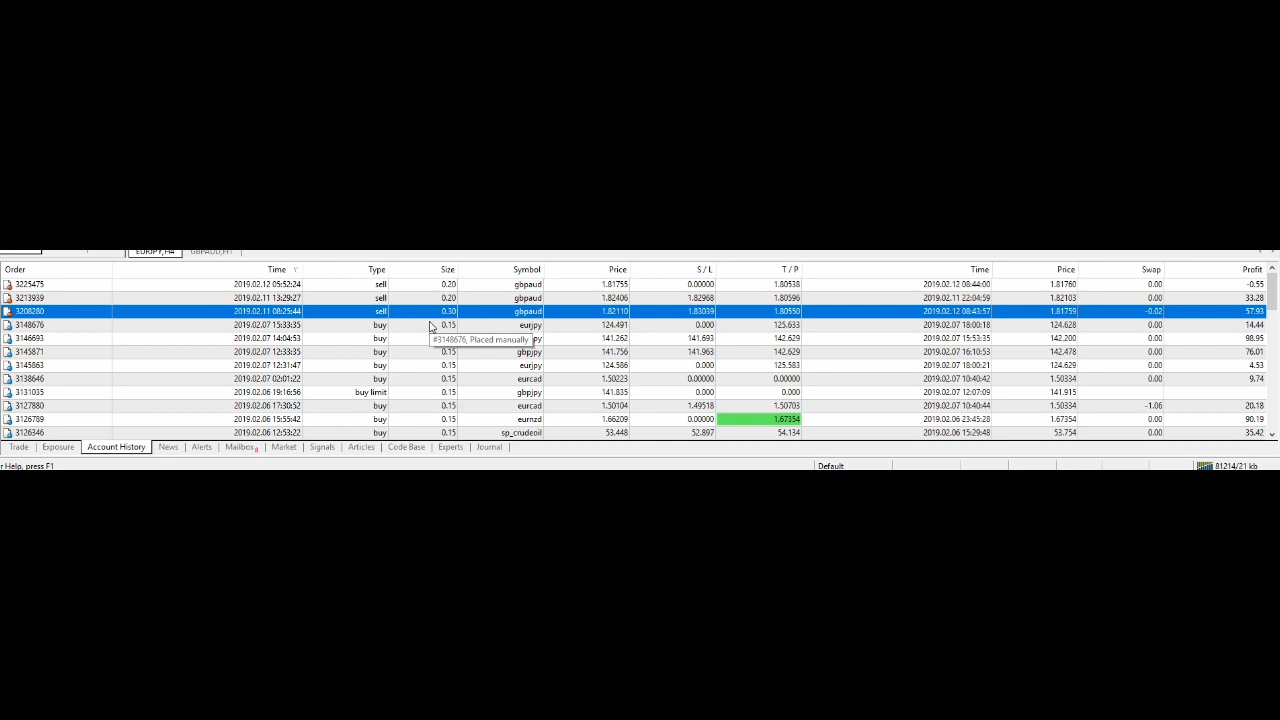 EURJPY,H4 GBPAUD,H1
Order Time Type Size Symbol Price S / L T / P Time Price Swap Profit
3225475 2019.02.12 05:52:24 sell 0.20 gbpaud 1.81755 0.00000 1.80538 2019.02.12 08:44:00 1.81760 0.00 -0.55
3213939 2019.02.11 13:29:27 sell 0.20 gbpaud 1.82406 1.82968 1.80596 2019.02.11 22:04:59 1.82103 0.00 33.28
3208280 2019.02.11 08:25:44 sell 0.30 gbpaud 1.82110 1.83039 1.80550 2019.02.12 08:43:57 1.81759 -0.02 57.93
3148676 2019.02.07 15:33:35 buy 0.15 eurjpy 124.491 0.000 125.633 2019.02.07 18:00:18 124.628 0.00 14.44
3146693 2019.02.07 14:04:53 buy #3148676, Placed manually py 141.262 141.693 142.629 2019.02.07 15:53:35 142.200 0.00 98.95
3145871 2019.02.07 12:33:35 buy 0.15 gbpjpy 141.756 141.963 142.629 2019.02.07 16:10:53 142.478 0.00 76.01
3145863 2019.02.07 12:31:47 buy 0.15 eurjpy 124.586 0.000 125.583 2019.02.07 18:00:21 124.628 0.00 4.53
3138646 2019.02.07 02:01:22 buy 0.15 eurcad 1.50223 0.00000 0.00000 2019.02.07 10:40:42 1.50334 0.00 9.74
3131035 2019.02.06 19:16:56 buy limit 0.15 gbpjpy 141.835 0.000 0.000 2019.02.07 12:07:09 141.915
3127880 2019.02.06 17:30:52 buy 0.15 eurcad 1.50104 1.49518 1.50703 2019.02.07 10:40:42 1.50334 -1.06 20.18
3126789 2019.02.06 15:55:42 buy 0.15 eurnzd 1.66209 0.00000 1.67354 2019.02.06 23:45:28 1.67354 0.00 90.19
3126346 2019.02.06 12:53:22 buy 0.15 sp_crudeoil 53.448 52.897 54.134 2019.02.06 15:29:48 53.754 0.00 35.42
Trade Exposure Account History News Alerts Mailbox 8 Market Signals Articles Code Base Experts Journal
r Help, press F1 Default 81214/21 kb